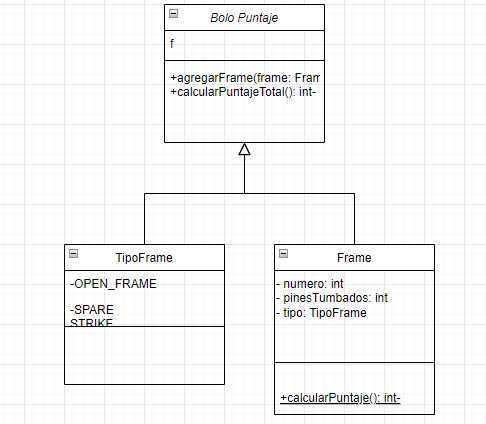 Bolo Puntaje
f
+agregarFrame(frame: Fram
+calcularPuntajeTotal(): int-
TipoFrame
-OPEN_FRAME
-SPARE
STRIKE
Frame
- numero: int
- pinesTumbados: int
- tipo: TipoFrame
+calcularPuntaje(): int-